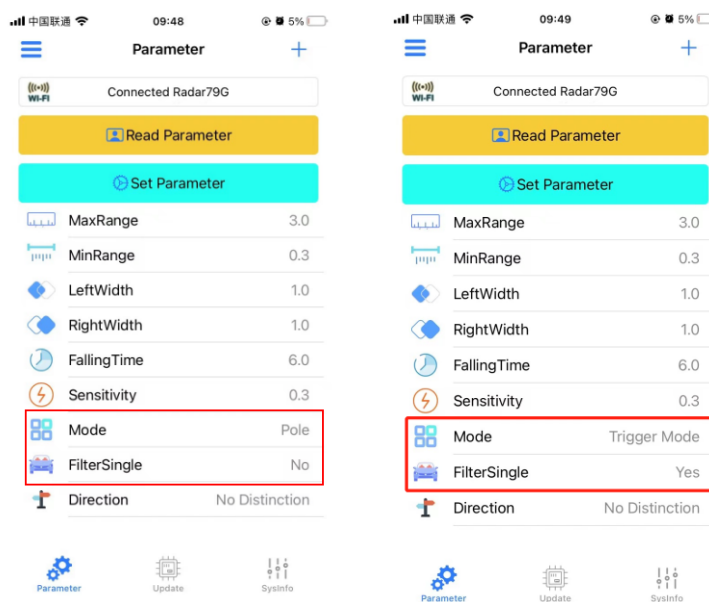 中国联通
09:48
5%
Parameter
WI-FI
Connected Radar79G
Read Parameter
Set Parameter
MaxRange 3.0
MinRange 0.3
LeftWidth 1.0
RightWidth 1.0
FallingTime 6.0
Sensitivity 0.3
Mode Pole
FilterSingle No
Direction No Distinction
Parameter
Update
SysInfo
中国联通
09:49
5%
Parameter
WI-FI
Connected Radar79G
Read Parameter
Set Parameter
MaxRange 3.0
MinRange 0.3
LeftWidth 1.0
RightWidth 1.0
FallingTime 6.0
Sensitivity 0.3
Mode Trigger Mode
FilterSingle Yes
Direction No Distinction
Parameter
Update
SysInfo